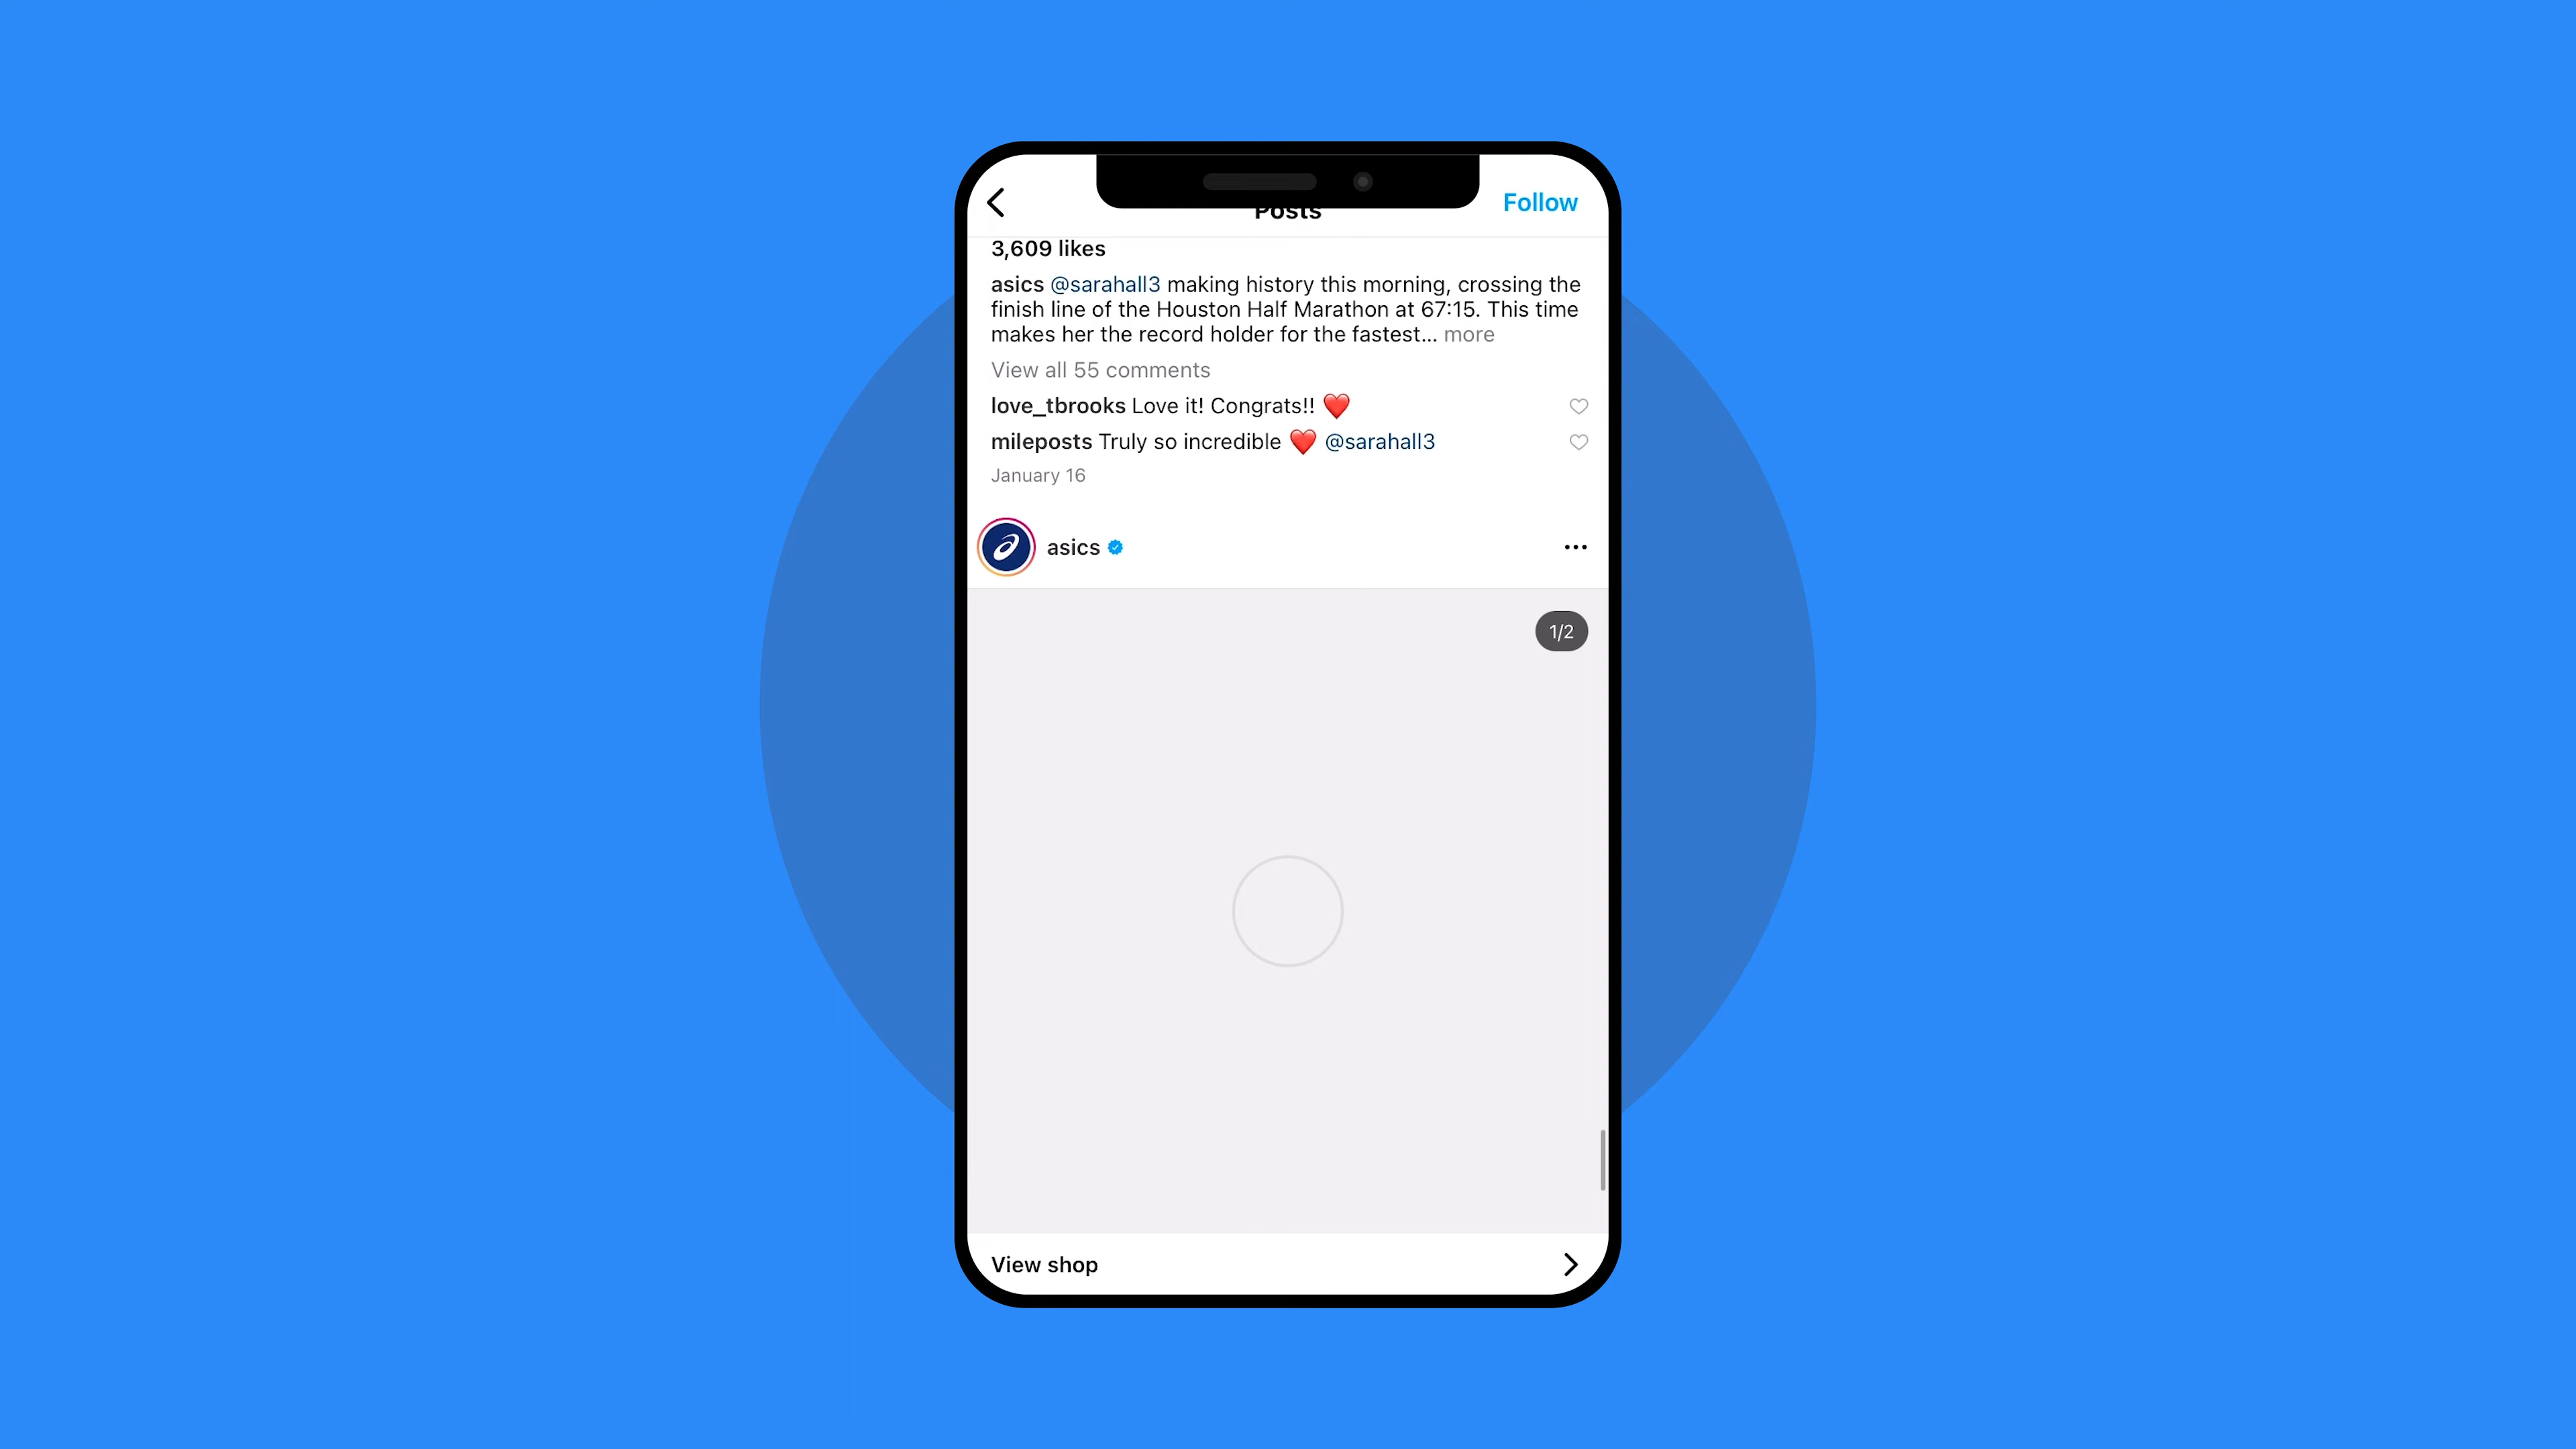 Posts
Follow
3,609 likes
asics @sarahall3 making history this morning, crossing the
finish line of the Houston Half Marathon at 67:15. This time
makes her the record holder for the fastest... more
View all 55 comments
love_tbrooks Love it! Congrats!! ❤️
mileposts Truly so incredible ❤️ @sarahall3
January 16
asics
1/2
View shop